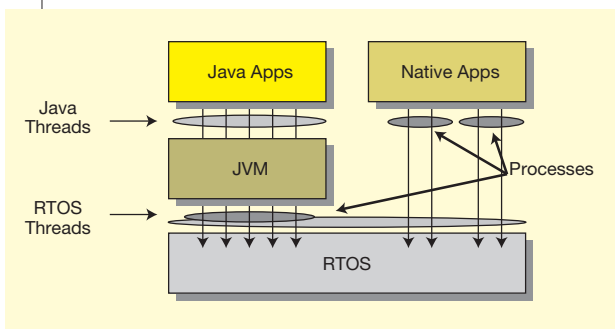 Java Apps
Native Apps
Java
Threads
JVM
Processes
RTOS
Threads
RTOS